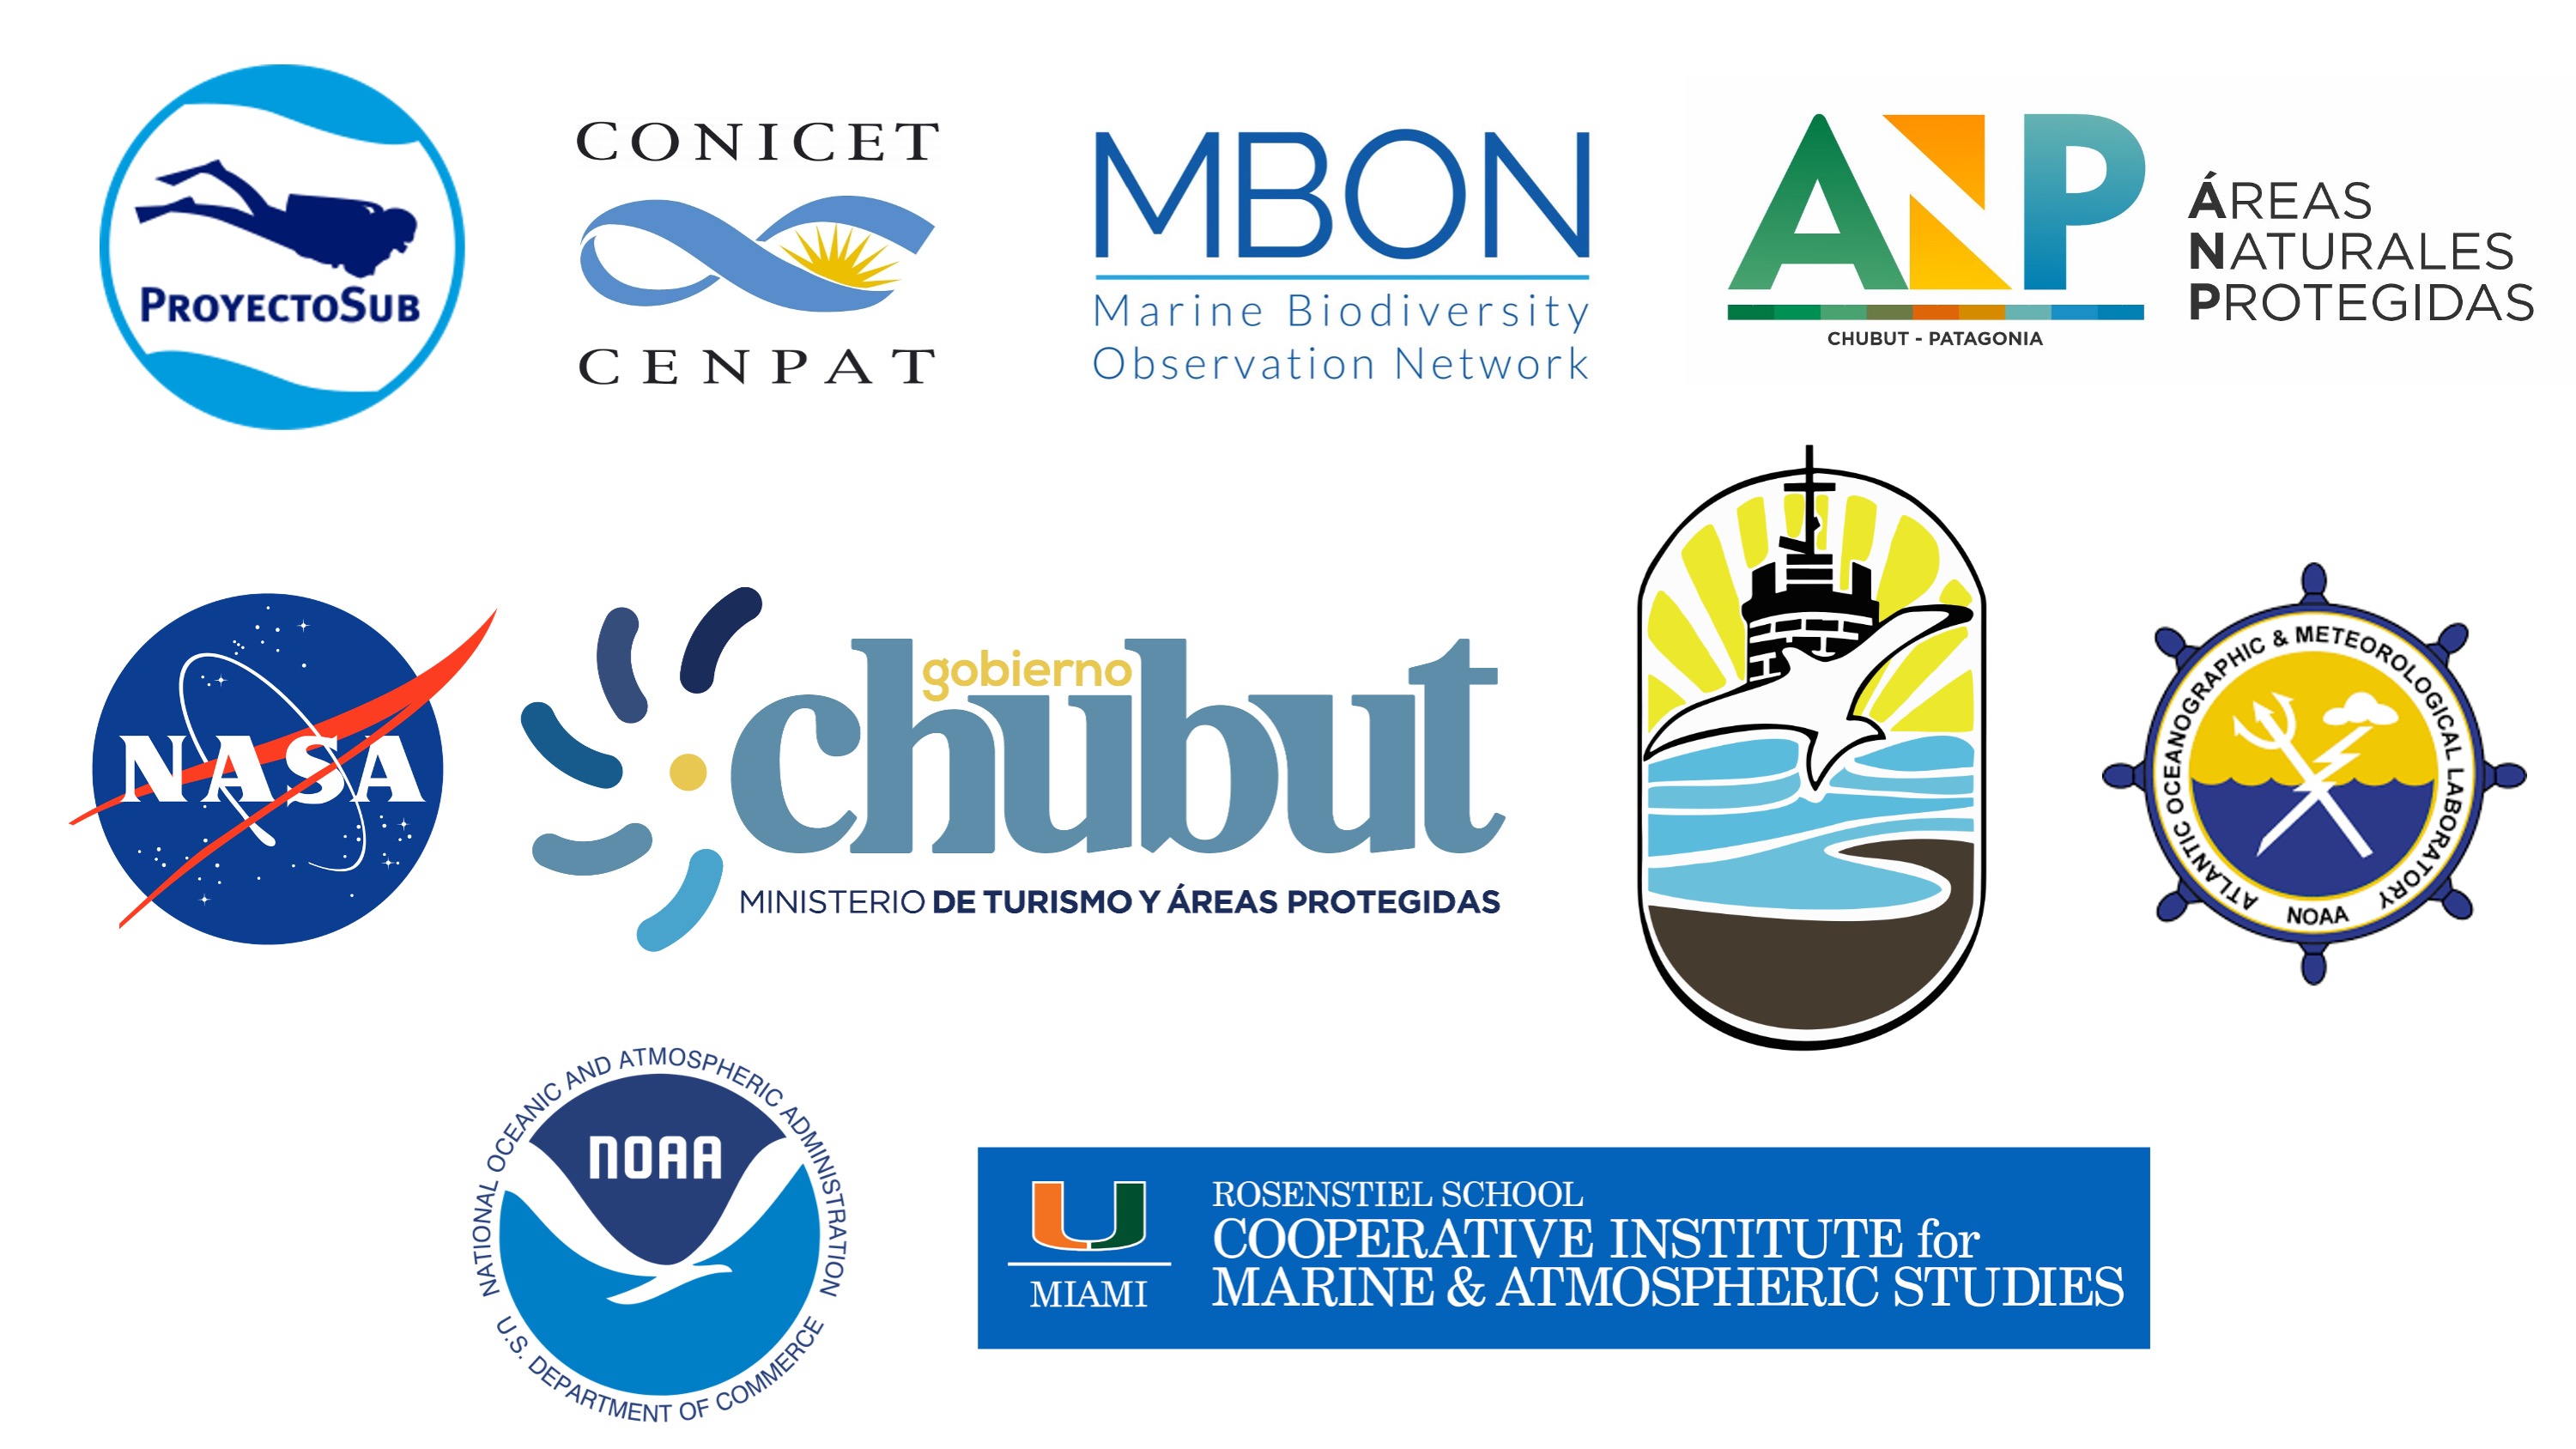 PROYECTOSUB
CONICET
CENPAT
MBON
Marine Biodiversity
Observation Network
ANP
CHUBUT - PATAGONIA
ÁREAS
NATURALES
PROTEGIDAS
NASA
gobierno
chubut
MINISTERIO DE TURISMO Y ÁREAS PROTEGIDAS
ATLANTIC OCEANOGRAPHIC & METEOROLOGICAL LABORATORY
NOAA
NATIONAL OCEANIC AND ATMOSPHERIC ADMINISTRATION
NOAA
U.S. DEPARTMENT OF COMMERCE
U
MIAMI
ROSENSTIEL SCHOOL
COOPERATIVE INSTITUTE for
MARINE & ATMOSPHERIC STUDIES